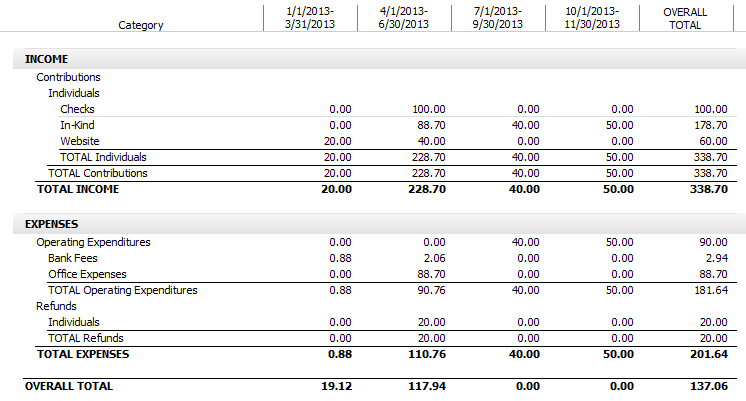 1/1/2013- 4/1/2013- 7/1/2013- 10/1/2013- OVERALL
Category 3/31/2013 6/30/2013 9/30/2013 11/30/2013 TOTAL
INCOME
Contributions
Individuals
Checks 0.00 100.00 0.00 0.00 100.00
In-Kind 0.00 88.70 40.00 50.00 178.70
Website 20.00 40.00 0.00 0.00 60.00
TOTAL Individuals 20.00 228.70 40.00 50.00 338.70
TOTAL Contributions 20.00 228.70 40.00 50.00 338.70
TOTAL INCOME 20.00 228.70 40.00 50.00 338.70
EXPENSES
Operating Expenditures 0.00 0.00 40.00 50.00 90.00
Bank Fees 0.88 2.06 0.00 0.00 2.94
Office Expenses 0.00 88.70 0.00 0.00 88.70
TOTAL Operating Expenditures 0.88 90.76 40.00 50.00 181.64
Refunds
Individuals 0.00 20.00 0.00 0.00 20.00
TOTAL Refunds 0.00 20.00 0.00 0.00 20.00
TOTAL EXPENSES 0.88 110.76 40.00 50.00 201.64
OVERALL TOTAL 19.12 117.94 0.00 0.00 137.06